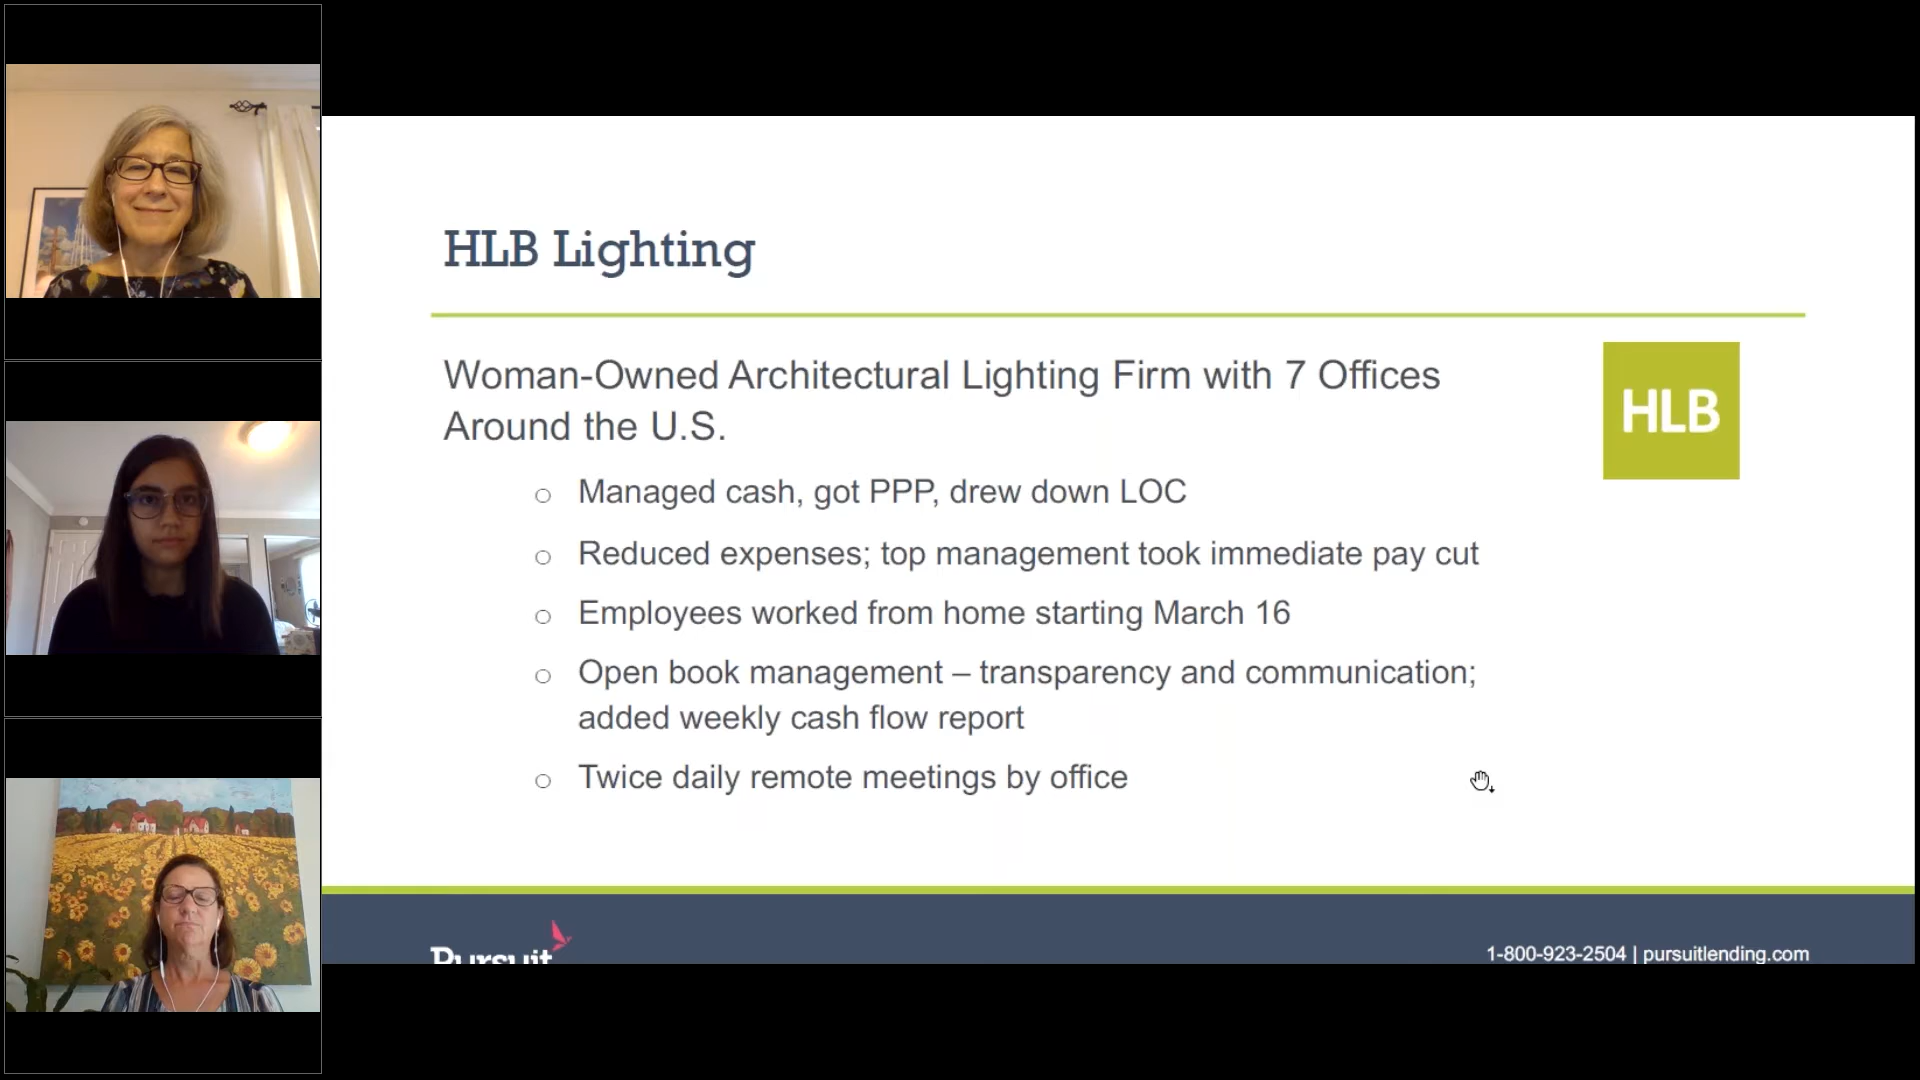 HLB Lighting
Woman-Owned Architectural Lighting Firm with 7 Offices
Around the U.S.
HLB
Managed cash, got PPP, drew down LOC
Reduced expenses; top management took immediate pay cut
Employees worked from home starting March 16
Open book management – transparency and communication;
added weekly cash flow report
Twice daily remote meetings by office
Pursuit
1-800-923-2504 | pursuitlending.com